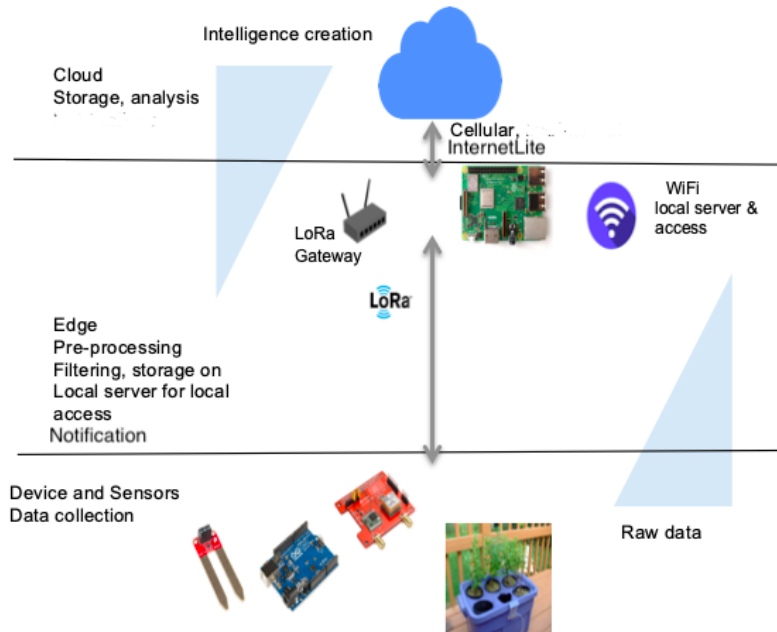 Intelligence creation
Cloud
Storage, analysis
Cellular,
InternetLite
WiFi
local server &
access
LoRa
Gateway
LoRa
Edge
Pre-processing
Filtering, storage on
Local server for local
access
Notification
Device and Sensors
Data collection
Raw data